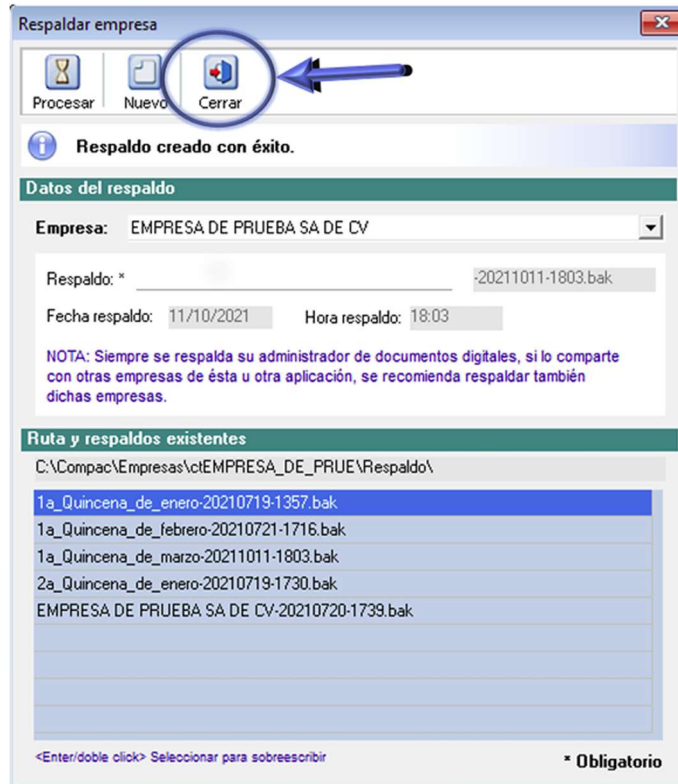 Respaldar empresa
Procesar Nuevo Cerrar
Respaldo creado con éxito.
Datos del respaldo
Empresa: EMPRESA DE PRUEBA SA DE CV
Respaldo: * -20211011-1803.bak
Fecha respaldo: 11/10/2021 Hora respaldo: 18:03
NOTA: Siempre se respalda su administrador de documentos digitales, si lo comparte
con otras empresas de ésta u otra aplicación, se recomienda respaldar también
dichas empresas.
Ruta y respaldos existentes
C:\Compac\Empresas\ctEMPRESA_DE_PRUE\Respaldo\
1a_Quincena_de_enero-20210719-1357.bak
1a_Quincena_de_febrero-20210721-1716.bak
1a_Quincena_de_marzo-20211011-1803.bak
2a_Quincena_de_enero-20210719-1730.bak
EMPRESA DE PRUEBA SA DE CV-20210720-1739.bak
<Enter/doble click> Seleccionar para sobreescribir * Obligatorio